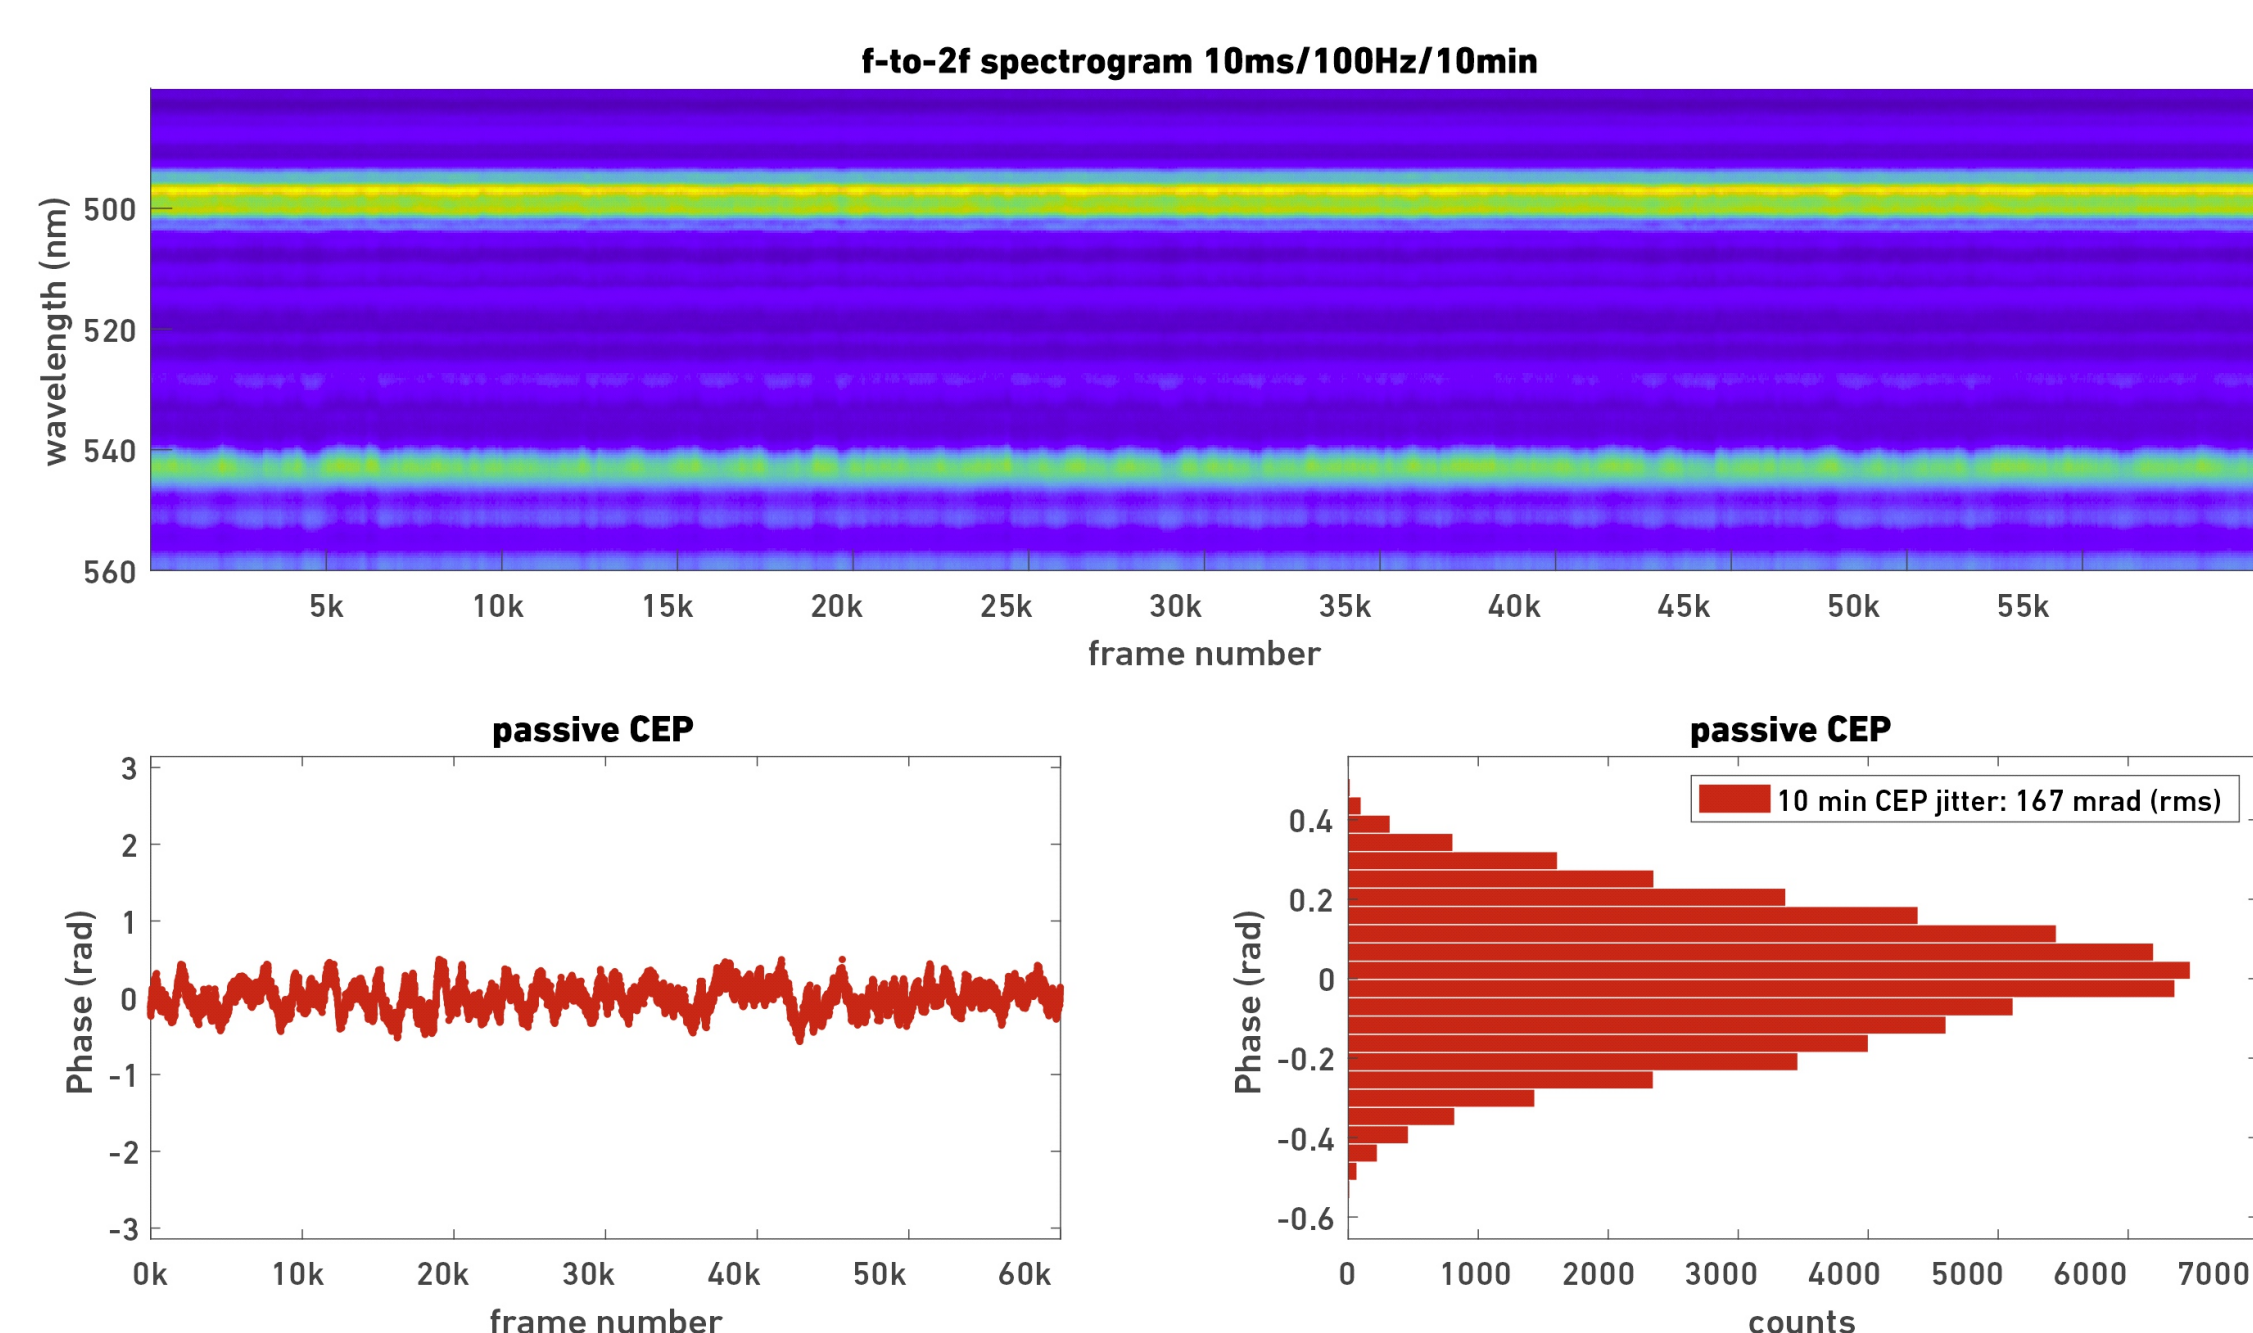 f-to-2f spectrogram 10ms/100Hz/10min
wavelength (nm)
500
520
540
560
5k 10k 15k 20k 25k 30k 35k 40k 45k 50k 55k
frame number
passive CEP
Phase (rad)
3
2
1
0
-1
-2
-3
0k 10k 20k 30k 40k 50k 60k
frame number
passive CEP
10 min CEP jitter: 167 mrad (rms)
Phase (rad)
0.4
0.2
0
-0.2
-0.4
-0.6
0 1000 2000 3000 4000 5000 6000 7000
counts